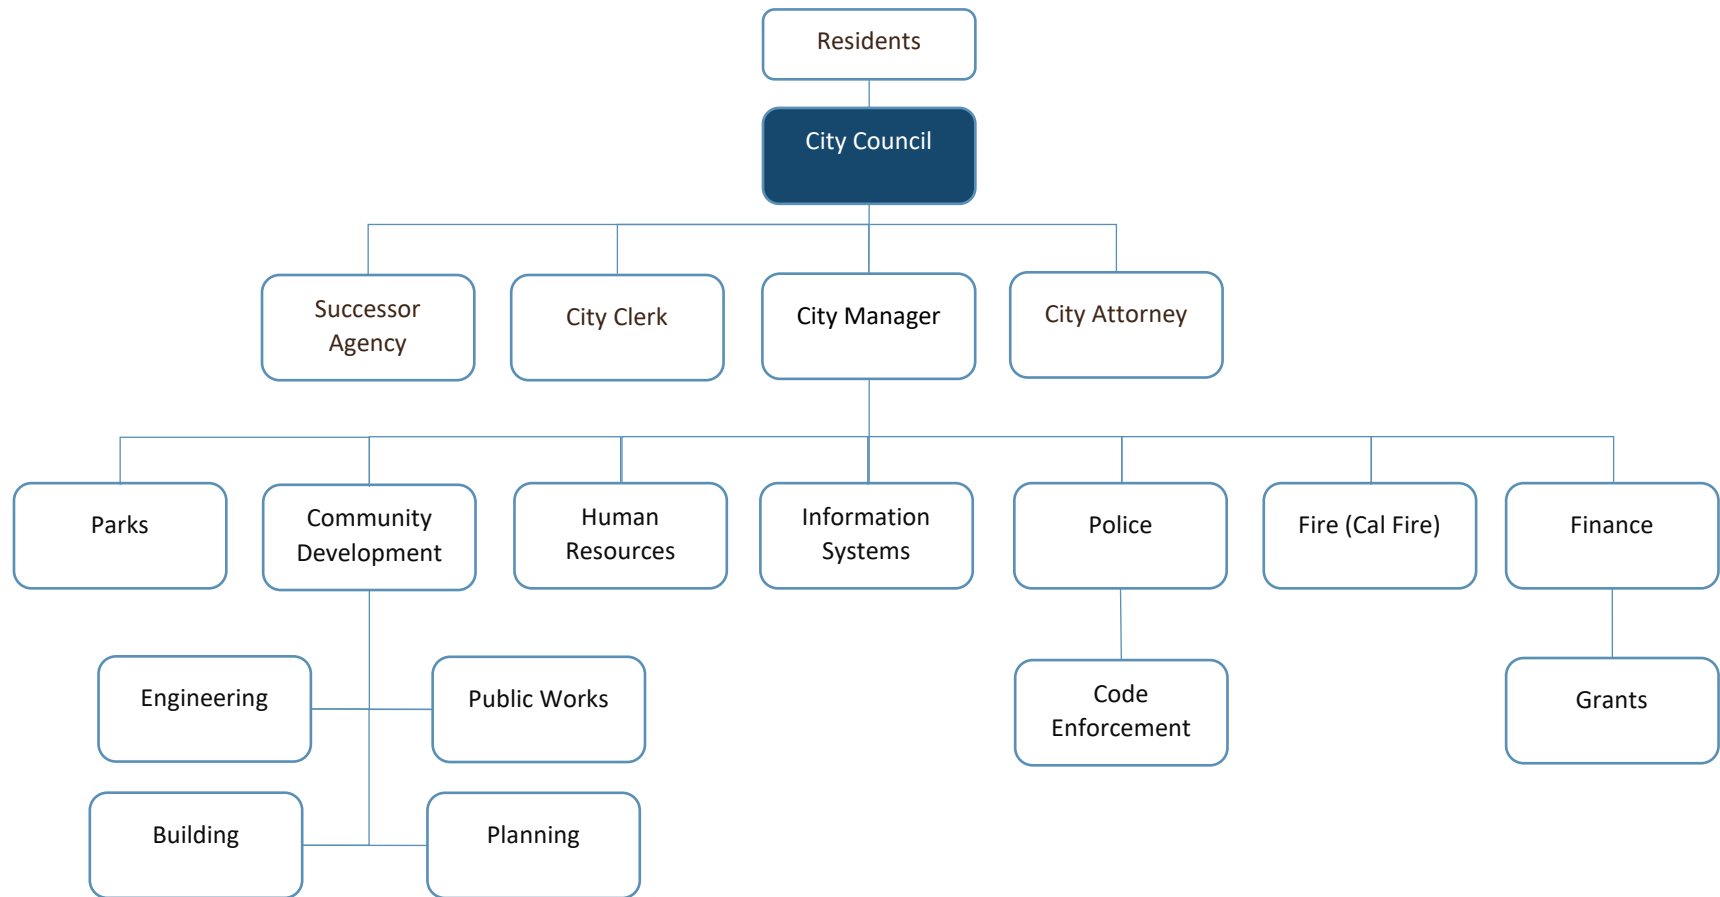 Residents
City Council
Successor
Agency
City Clerk
City Manager
City Attorney
Parks
Community
Development
Human
Resources
Information
Systems
Police
Fire (Cal Fire)
Finance
Engineering
Public Works
Code
Enforcement
Grants
Building
Planning